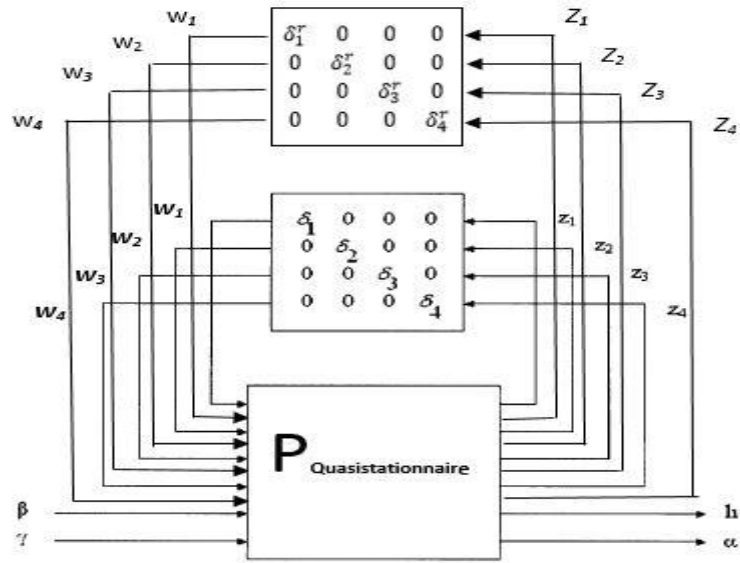 w₁ Z₁
δ₁ʳ 0 0 0
w₂ Z₂
0 δ₂ʳ 0 0
w₃ Z₃
0 0 δ₃ʳ 0
w₄ Z₄
0 0 0 δ₄ʳ
w₁ z₁
δ₁ 0 0 0
w₂ z₂
0 δ₂ 0 0
w₃ z₃
0 0 δ₃ 0
w₄ z₄
0 0 0 δ₄
P Quasistationnaire
β h
γ α